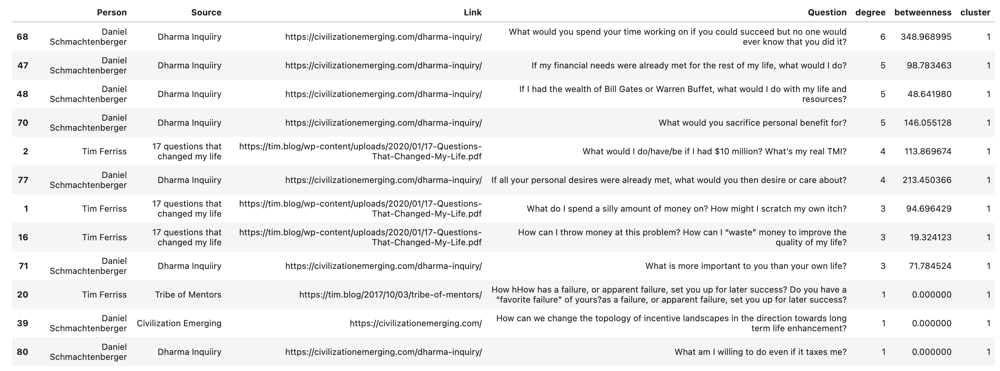 Person Source Link Question degree betweenness cluster
68 Daniel Schmachtenberger Dharma Inquiiry https://civilizationemerging.com/dharma-inquiry/ What would you spend your time working on if you could succeed but no one would ever know that you did it? 6 348.968995 1
47 Daniel Schmachtenberger Dharma Inquiiry https://civilizationemerging.com/dharma-inquiry/ If my financial needs were already met for the rest of my life, what would I do? 5 98.783463 1
48 Daniel Schmachtenberger Dharma Inquiiry https://civilizationemerging.com/dharma-inquiry/ If I had the wealth of Bill Gates or Warren Buffet, what would I do with my life and resources? 5 48.641980 1
70 Daniel Schmachtenberger Dharma Inquiiry https://civilizationemerging.com/dharma-inquiry/ What would you sacrifice personal benefit for? 5 146.055128 1
2 Tim Ferriss 17 questions that changed my life https://tim.blog/wp-content/uploads/2020/01/17-Questions-That-Changed-My-Life.pdf What would I do/have/be if I had $10 million? What’s my real TMI? 4 113.869674 1
77 Daniel Schmachtenberger Dharma Inquiiry https://civilizationemerging.com/dharma-inquiry/ If all your personal desires were already met, what would you then desire or care about? 4 213.450366 1
1 Tim Ferriss 17 questions that changed my life https://tim.blog/wp-content/uploads/2020/01/17-Questions-That-Changed-My-Life.pdf What do I spend a silly amount of money on? How might I scratch my own itch? 3 94.696429 1
16 Tim Ferriss 17 questions that changed my life https://tim.blog/wp-content/uploads/2020/01/17-Questions-That-Changed-My-Life.pdf How can I throw money at this problem? How can I “waste” money to improve the quality of my life? 3 19.324123 1
71 Daniel Schmachtenberger Dharma Inquiiry https://civilizationemerging.com/dharma-inquiry/ What is more important to you than your own life? 3 71.784524 1
20 Tim Ferriss Tribe of Mentors https://tim.blog/2017/10/03/tribe-of-mentors/ How hHow has a failure, or apparent failure, set you up for later success? Do you have a “favorite failure” of yours?as a failure, or apparent failure, set you up for later success? 1 0.000000 1
39 Daniel Schmachtenberger Civilization Emerging https://civilizationemerging.com/ How can we change the topology of incentive landscapes in the direction towards long term life enhancement? 1 0.000000 1
80 Daniel Schmachtenberger Dharma Inquiiry https://civilizationemerging.com/dharma-inquiry/ What am I willing to do even if it taxes me? 1 0.000000 1